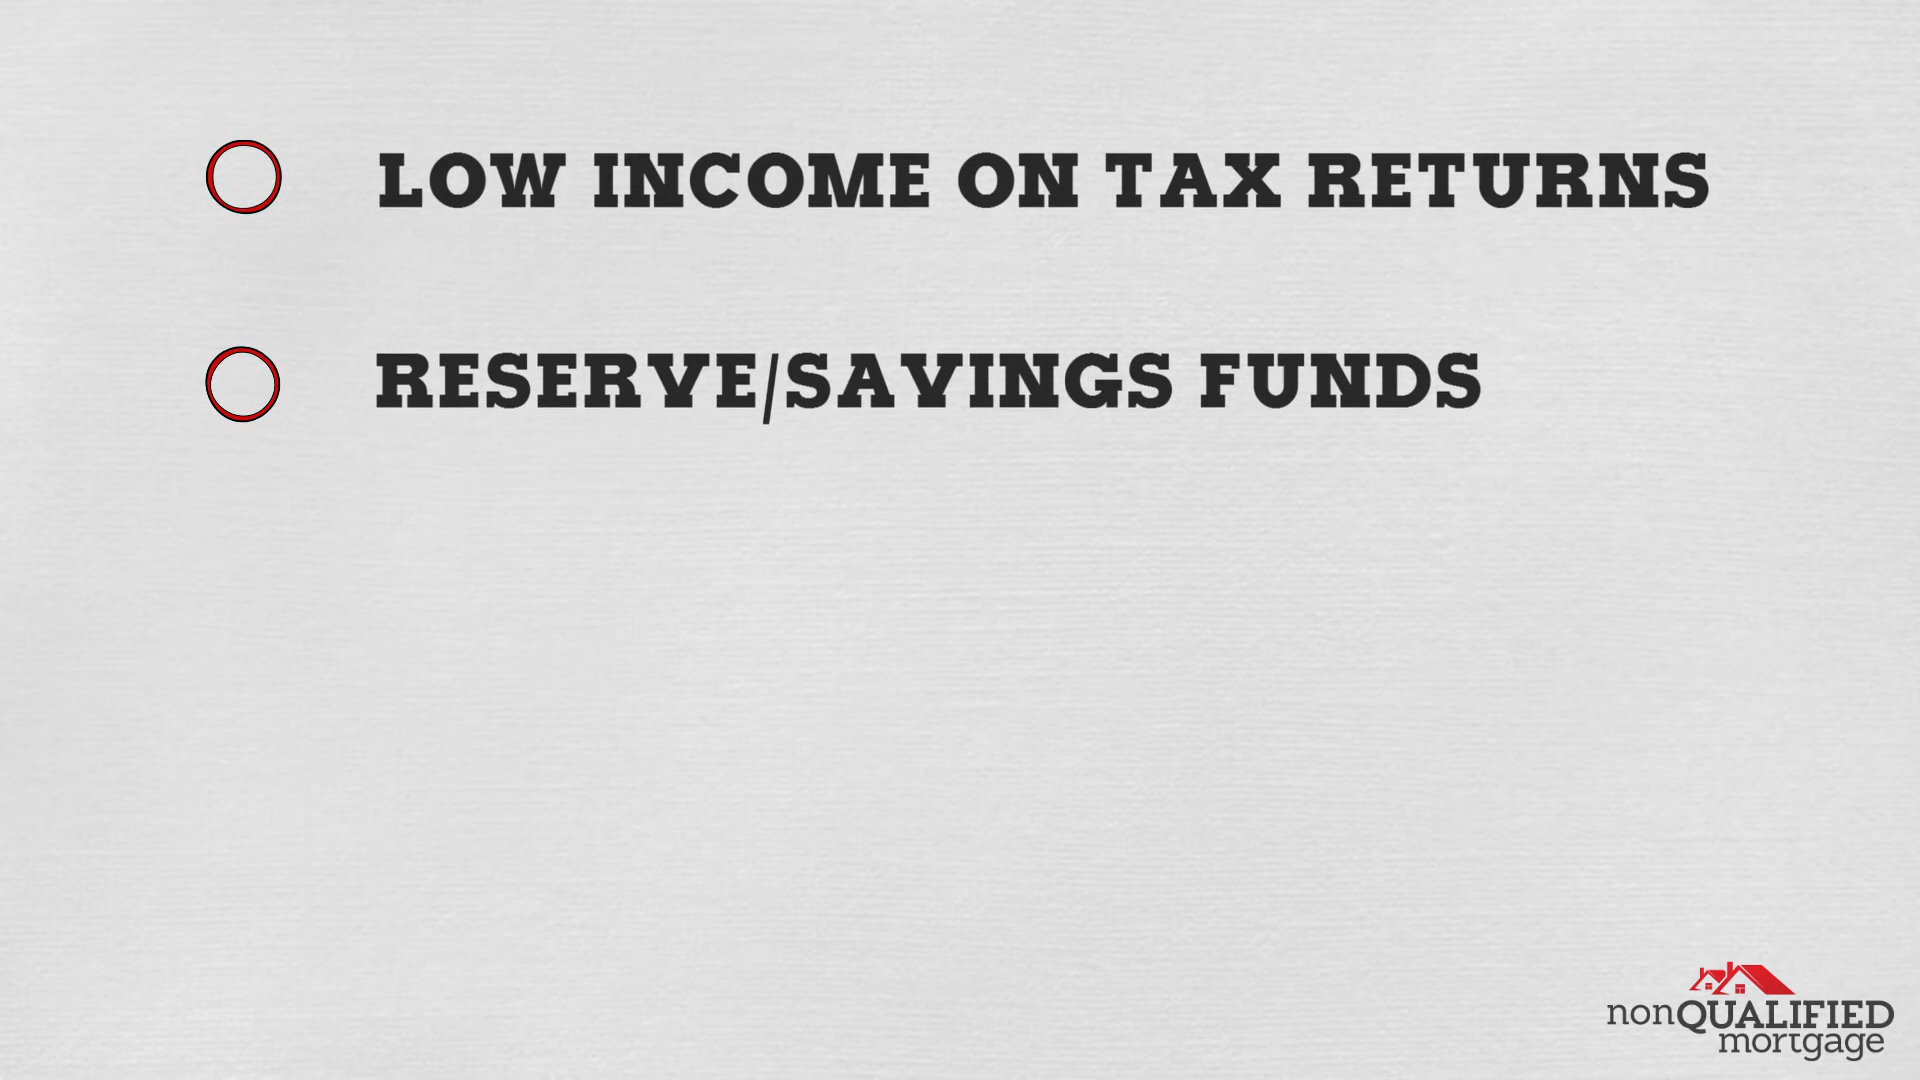 LOW INCOME ON TAX RETURNS
RESERVE/SAVINGS FUNDS
nonQUALIFIED
mortgage